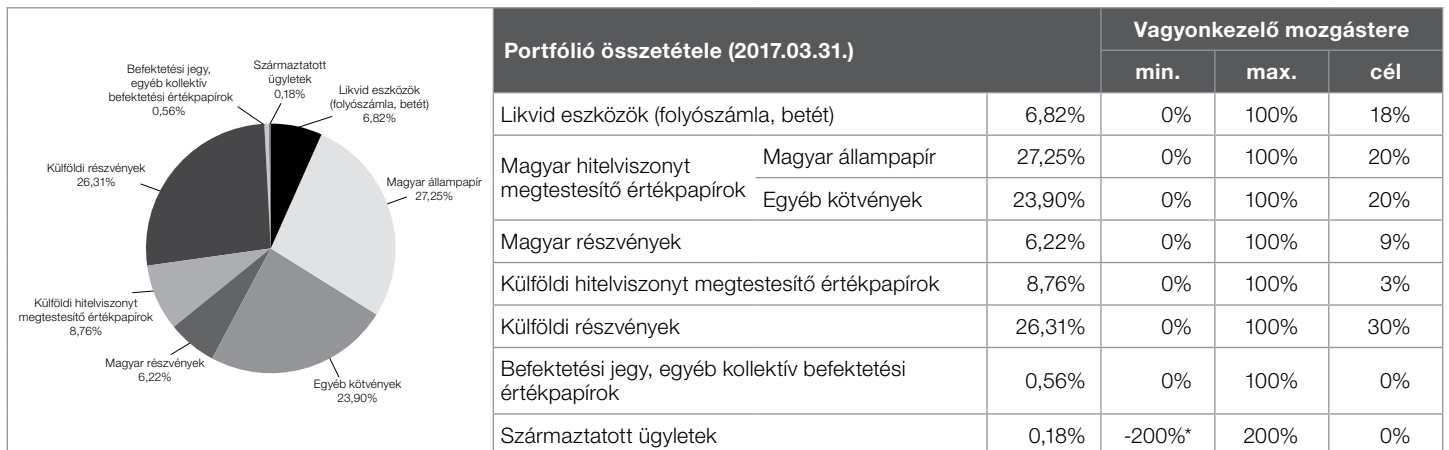 Származtatott
ügyletek
0,18%
Befektetési jegy,
egyéb kollektív
befektetési értékpapírok
0,56%
Likvid eszközök
(folyószámla, betét)
6,82%
Külföldi részvények
26,31%
Magyar állampapír
27,25%
Külföldi hitelviszonyt
megtestesítő értékpapírok
8,76%
Magyar részvények
6,22%
Egyéb kötvények
23,90%
Portfólió összetétele (2017.03.31.)
Vagyonkezelő mozgástere
min. max. cél
Likvid eszközök (folyószámla, betét) 6,82% 0% 100% 18%
Magyar hitelviszonyt
megtestesítő értékpapírok
Magyar állampapír 27,25% 0% 100% 20%
Egyéb kötvények 23,90% 0% 100% 20%
Magyar részvények 6,22% 0% 100% 9%
Külföldi hitelviszonyt megtestesítő értékpapírok 8,76% 0% 100% 3%
Külföldi részvények 26,31% 0% 100% 30%
Befektetési jegy, egyéb kollektív befektetési
értékpapírok 0,56% 0% 100% 0%
Származtatott ügyletek 0,18% -200%* 200% 0%